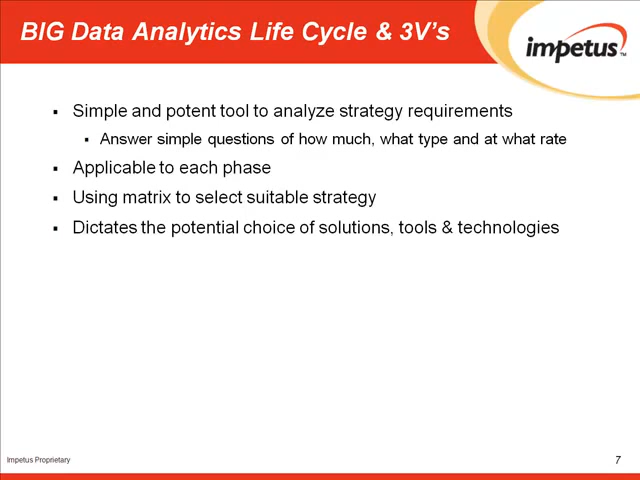 BIG Data Analytics Life Cycle & 3V's
impetus™
▪ Simple and potent tool to analyze strategy requirements
▪ Answer simple questions of how much, what type and at what rate
▪ Applicable to each phase
▪ Using matrix to select suitable strategy
▪ Dictates the potential choice of solutions, tools & technologies
Impetus Proprietary
7